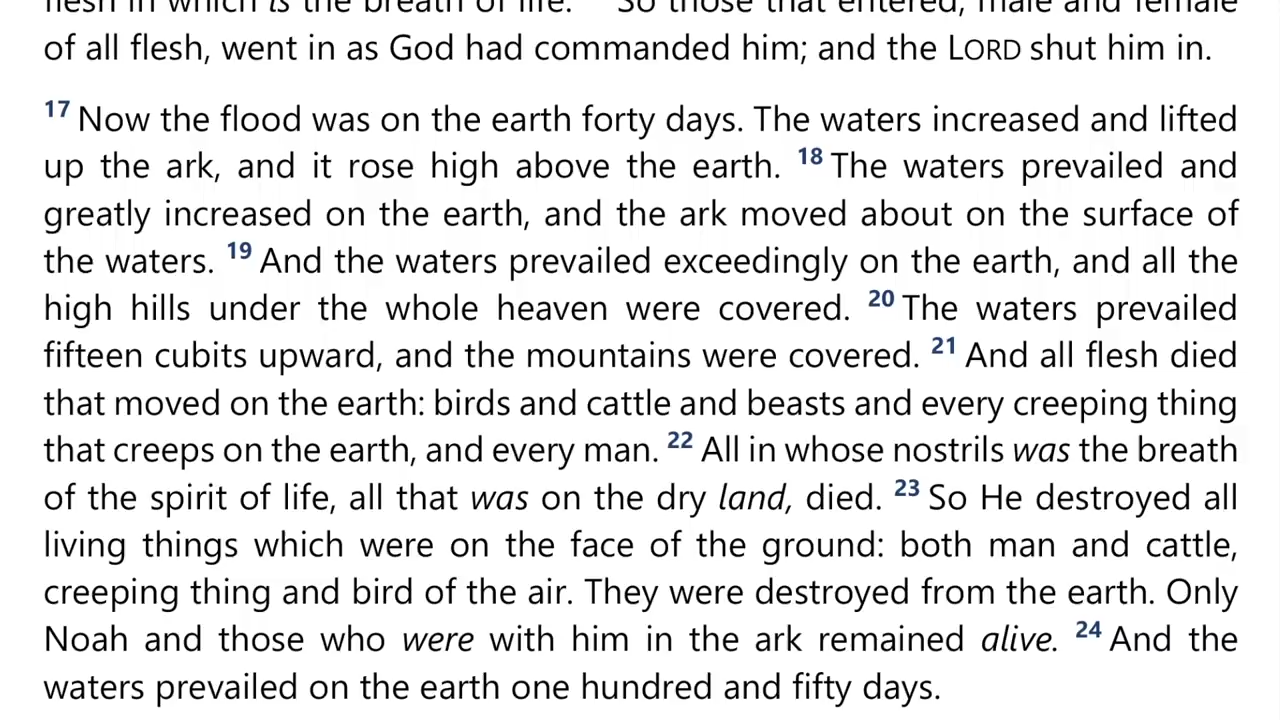 flesh in which is the breath of life. So those that entered, male and female
of all flesh, went in as God had commanded him; and the LORD shut him in.
17 Now the flood was on the earth forty days. The waters increased and lifted
up the ark, and it rose high above the earth. 18 The waters prevailed and
greatly increased on the earth, and the ark moved about on the surface of
the waters. 19 And the waters prevailed exceedingly on the earth, and all the
high hills under the whole heaven were covered. 20 The waters prevailed
fifteen cubits upward, and the mountains were covered. 21 And all flesh died
that moved on the earth: birds and cattle and beasts and every creeping thing
that creeps on the earth, and every man. 22 All in whose nostrils was the breath
of the spirit of life, all that was on the dry land, died. 23 So He destroyed all
living things which were on the face of the ground: both man and cattle,
creeping thing and bird of the air. They were destroyed from the earth. Only
Noah and those who were with him in the ark remained alive. 24 And the
waters prevailed on the earth one hundred and fifty days.